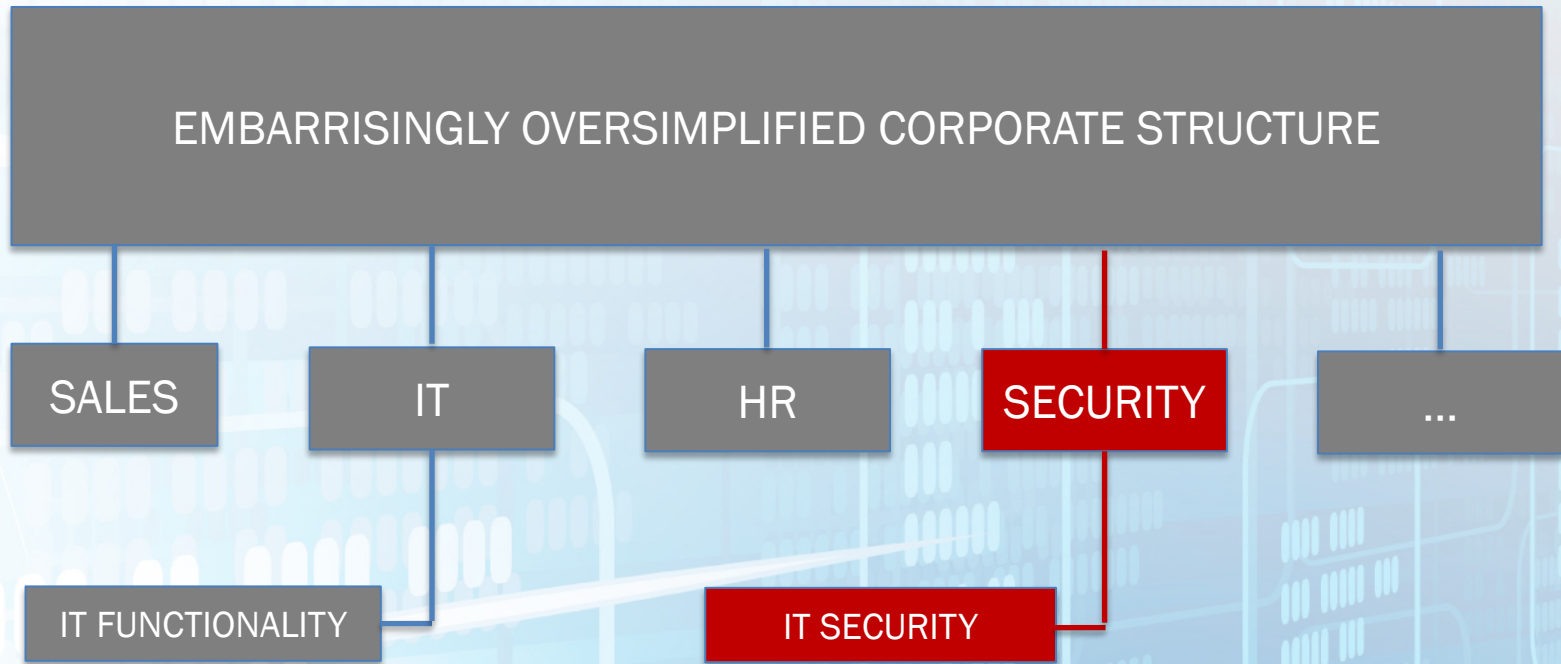 EMBARRISINGLY OVERSIMPLIFIED CORPORATE STRUCTURE
SALES
IT
HR
SECURITY
...
IT FUNCTIONALITY
IT SECURITY